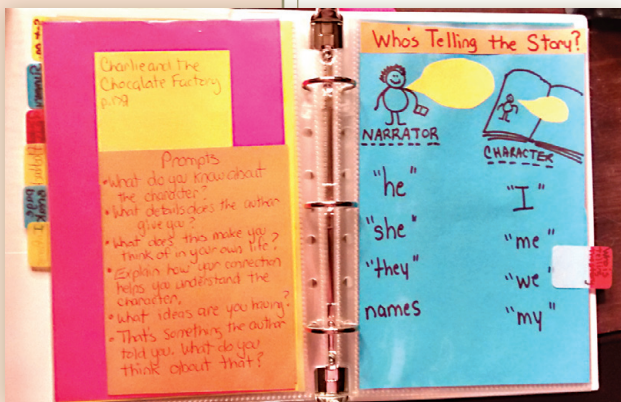 Charlie and the
Chocalate Factory
Prompts
• What do you know about
the character?
• What details does the author
give you?
• What does this make you
think of in your own life?
• Explain how your connection
helps you understand the
character.
• What ideas are you having?
• That's something the author
told you. What do you
think about that?
Who's Telling the Story?
NARRATOR
CHARACTER
"he"
"she"
"they"
names
"I"
"me"
"we"
"my"